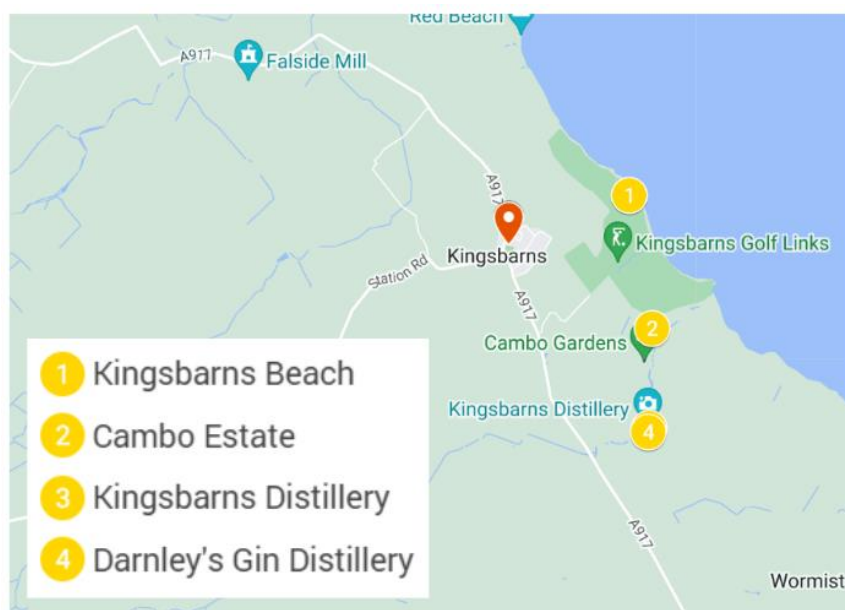 Red Beach
A917
Falside Mill
A917
1
Kingsbarns Golf Links
Kingsbarns
Station Rd
A917
2
Cambo Gardens
Kingsbarns Distillery
4
A917
Wormist
1 Kingsbarns Beach
2 Cambo Estate
3 Kingsbarns Distillery
4 Darnley's Gin Distillery